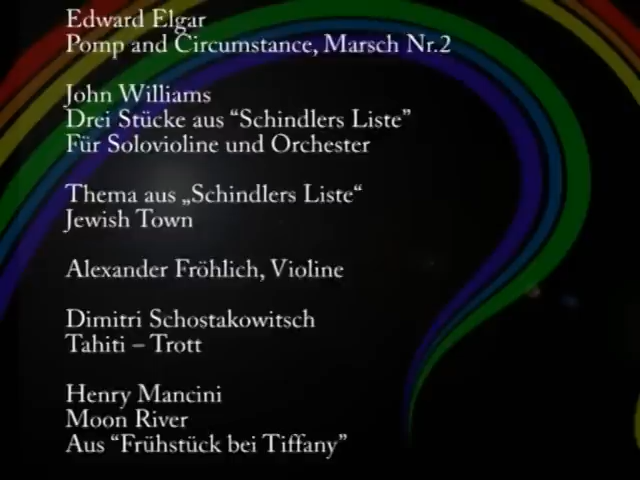 Edward Elgar
Pomp and Circumstance, Marsch Nr.2
John Williams
Drei Stücke aus “Schindlers Liste”
Für Solovioline und Orchester
Thema aus „Schindlers Liste“
Jewish Town
Alexander Fröhlich, Violine
Dimitri Schostakowitsch
Tahiti – Trott
Henry Mancini
Moon River
Aus “Frühstück bei Tiffany”